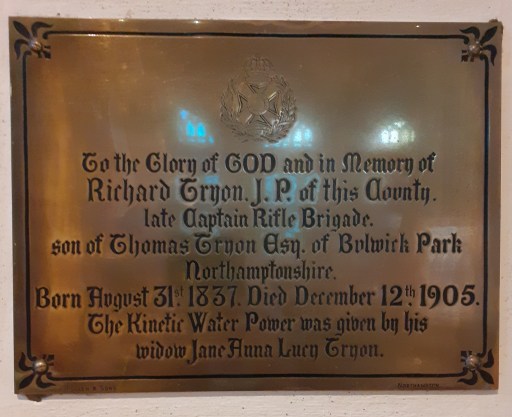 To the Glory of GOD and in Memory of
Richard Tryon. J. P. of this County.
late Captain Rifle Brigade.
son of Thomas Tryon Esq. of Bulwick Park
Northamptonshire.
Born August 31st 1837. Died December 12th 1905.
The Kinetic Water Power was given by his
widow Jane Anna Lucy Tryon.